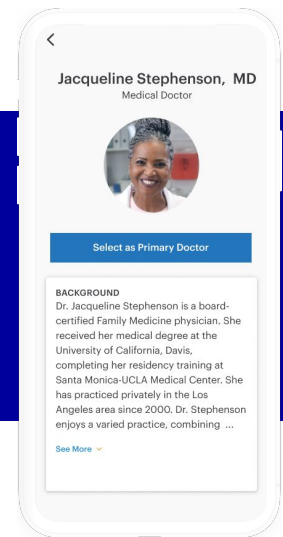 Jacqueline Stephenson, MD
Medical Doctor
Select as Primary Doctor
BACKGROUND
Dr. Jacqueline Stephenson is a board-
certified Family Medicine physician. She
received her medical degree at the
University of California, Davis,
completing her residency training at
Santa Monica-UCLA Medical Center. She
has practiced privately in the Los
Angeles area since 2000. Dr. Stephenson
enjoys a varied practice, combining ...
See More